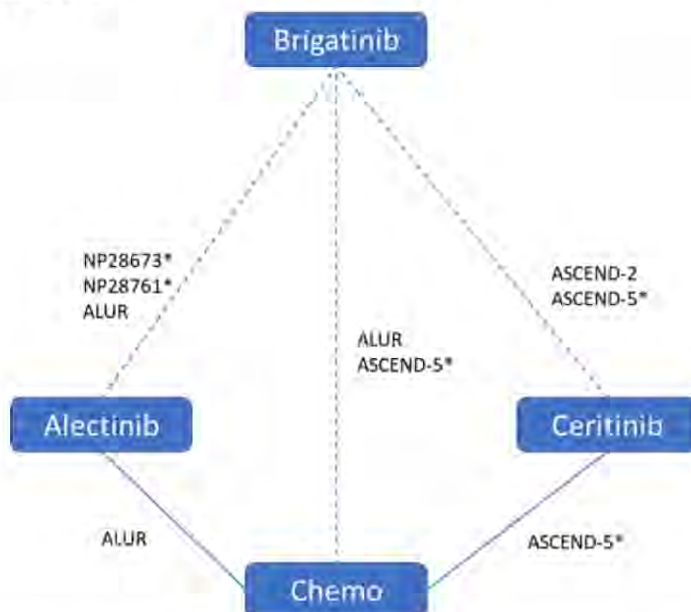 Brigatinib
NP28673*
NP28761*
ALUR
ASCEND-2
ASCEND-5*
ALUR
ASCEND-5*
Alectinib
Ceritinib
ALUR
ASCEND-5*
Chemo